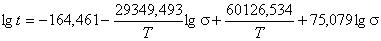 lg t = −164,461 − 29349,493/T lg σ + 60126,534/T + 75,079 lg σ